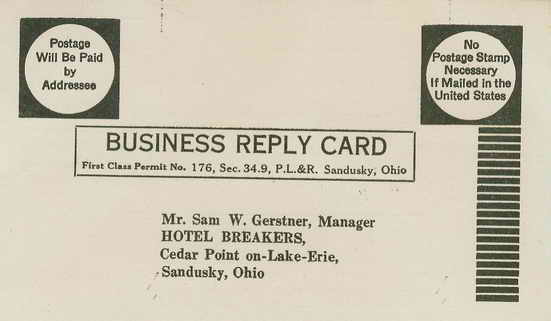 Postage
Will Be Paid
by
Addressee
No
Postage Stamp
Necessary
If Mailed in the
United States
BUSINESS REPLY CARD
First Class Permit No. 176, Sec. 34.9, P.L.&R. Sandusky, Ohio
Mr. Sam W. Gerstner, Manager
HOTEL BREAKERS,
Cedar Point on-Lake-Erie,
Sandusky, Ohio